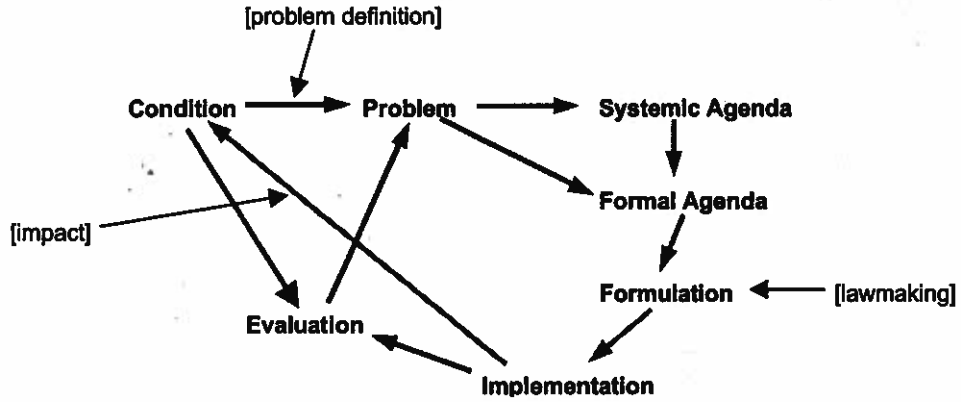 [problem definition]
Condition
Problem
Systemic Agenda
Formal Agenda
[impact]
Formulation
[lawmaking]
Evaluation
Implementation